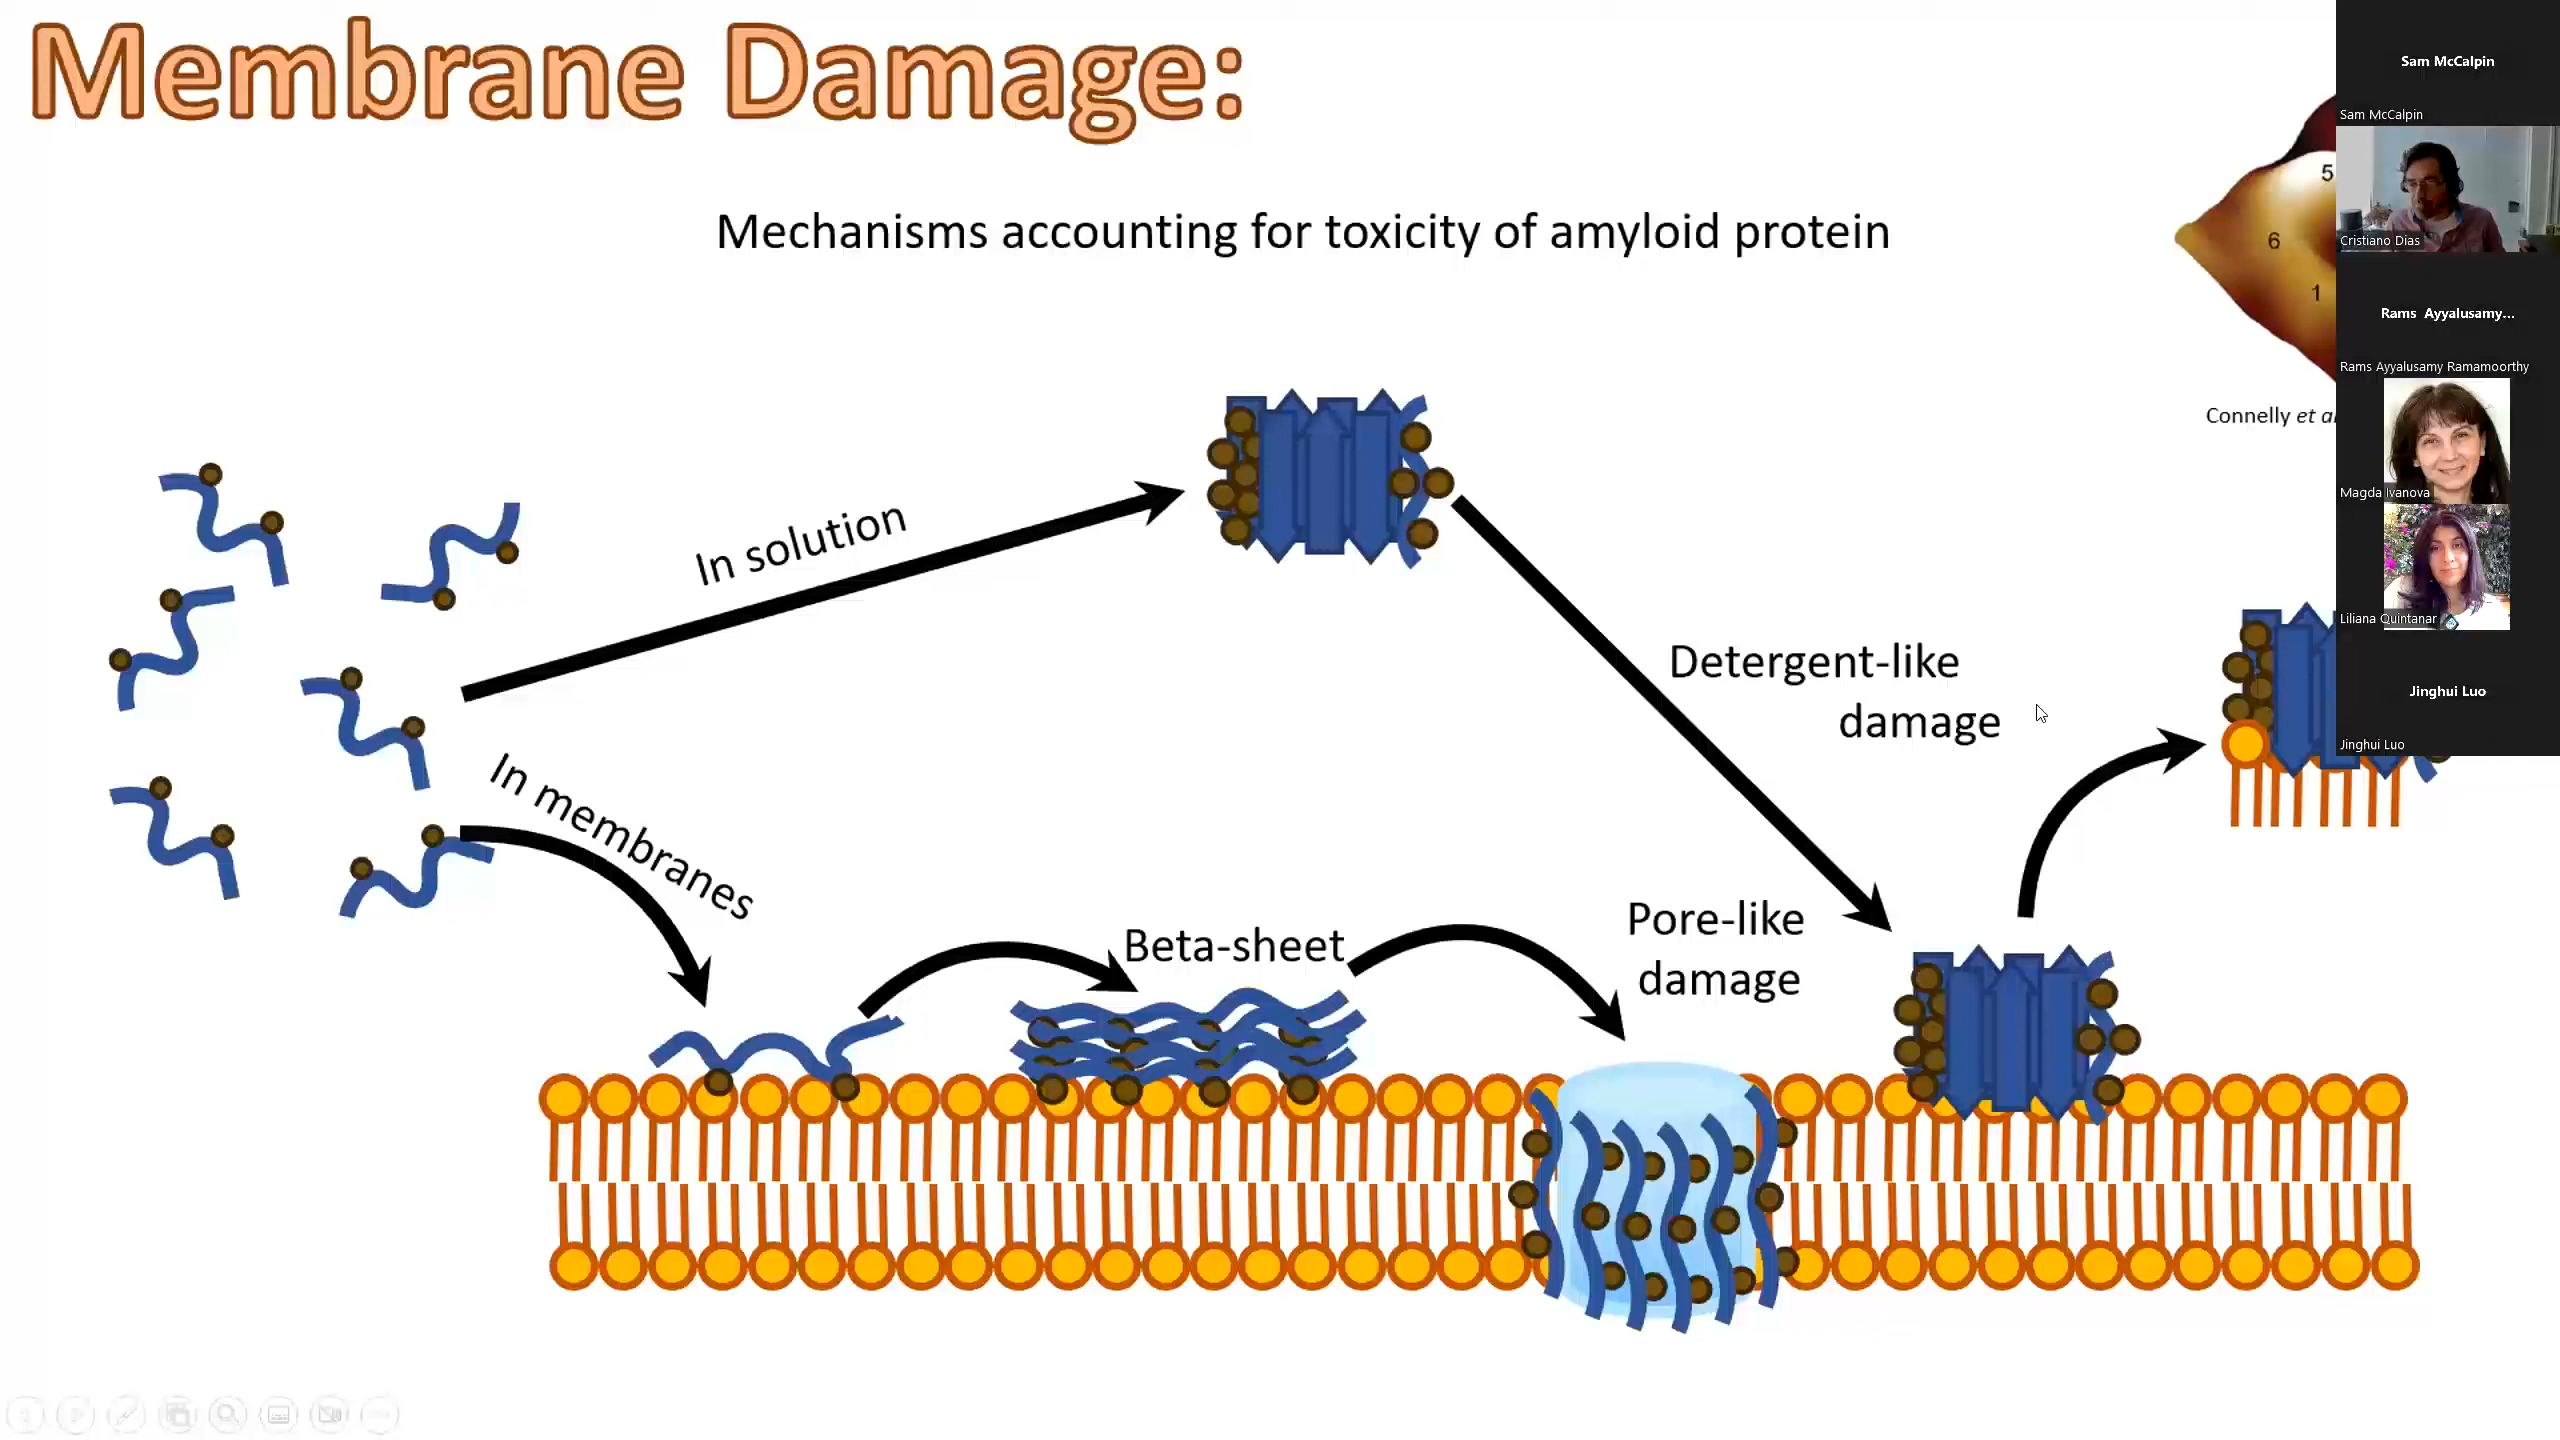 Membrane Damage:
Mechanisms accounting for toxicity of amyloid protein
5
6
1
Connelly et al
In solution
In membranes
Detergent-like
damage
Beta-sheet
Pore-like
damage
Sam McCalpin
Sam McCalpin
Cristiano Dias
Rams Ayyalusamy...
Rams Ayyalusamy Ramamoorthy
Magda Ivanova
Liliana Quintanar
Jinghui Luo
Jinghui Luo